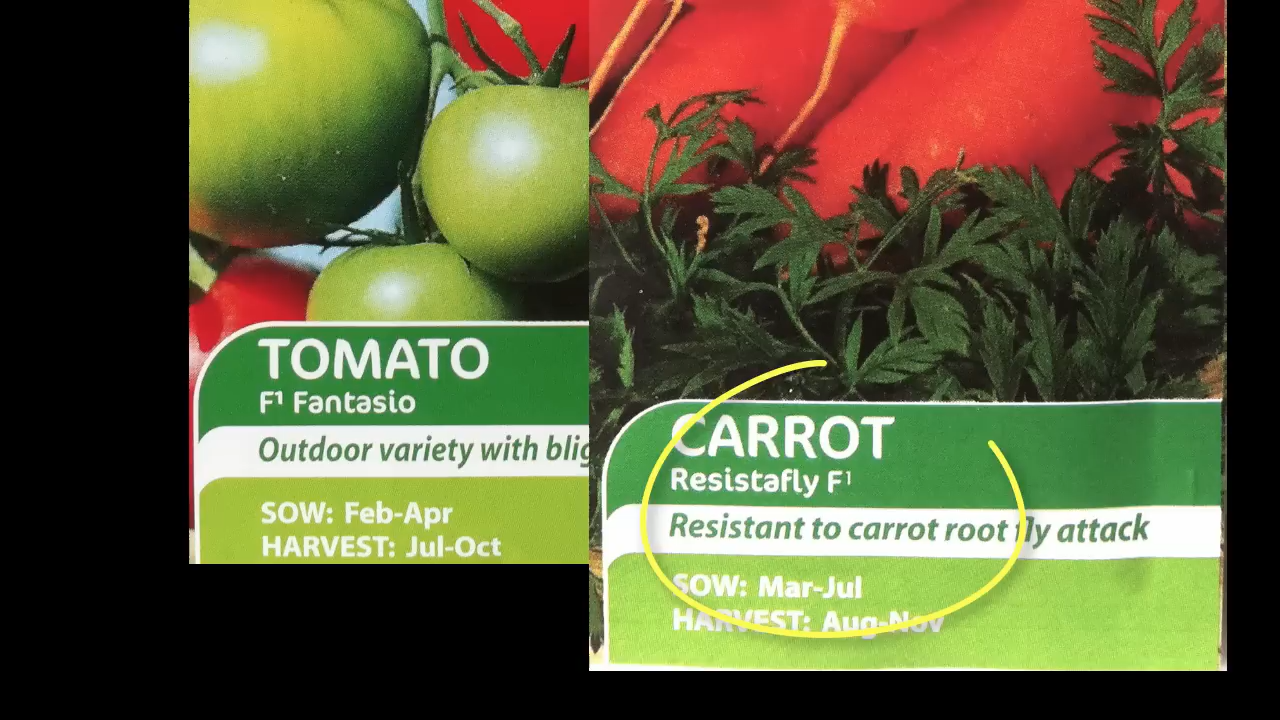 TOMATO
F¹ Fantasio
Outdoor variety with
SOW: Feb-Apr
HARVEST: Jul-Oct
CARROT
Resistafly F¹
Resistant to carrot root fly attack
SOW: Mar-Jul
HARVEST: Aug-Nov